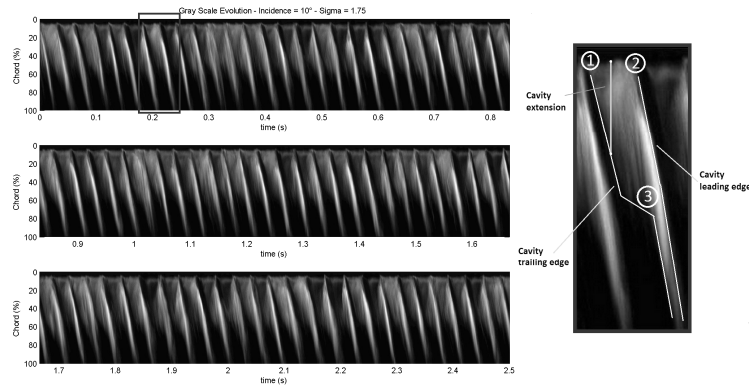 Gray Scale Evolution - Incidence = 10° - Sigma = 1.75
Chord (%)
0
20
40
60
80
100
0 0.1 0.2 0.3 0.4 0.5 0.6 0.7 0.8
time (s)
Chord (%)
0
20
40
60
80
100
0.9 1 1.1 1.2 1.3 1.4 1.5 1.6
time (s)
Chord (%)
0
20
40
60
80
100
1.7 1.8 1.9 2 2.1 2.2 2.3 2.4 2.5
time (s)
1 2
Cavity
extension
Cavity
leading edge
3
Cavity
trailing edge